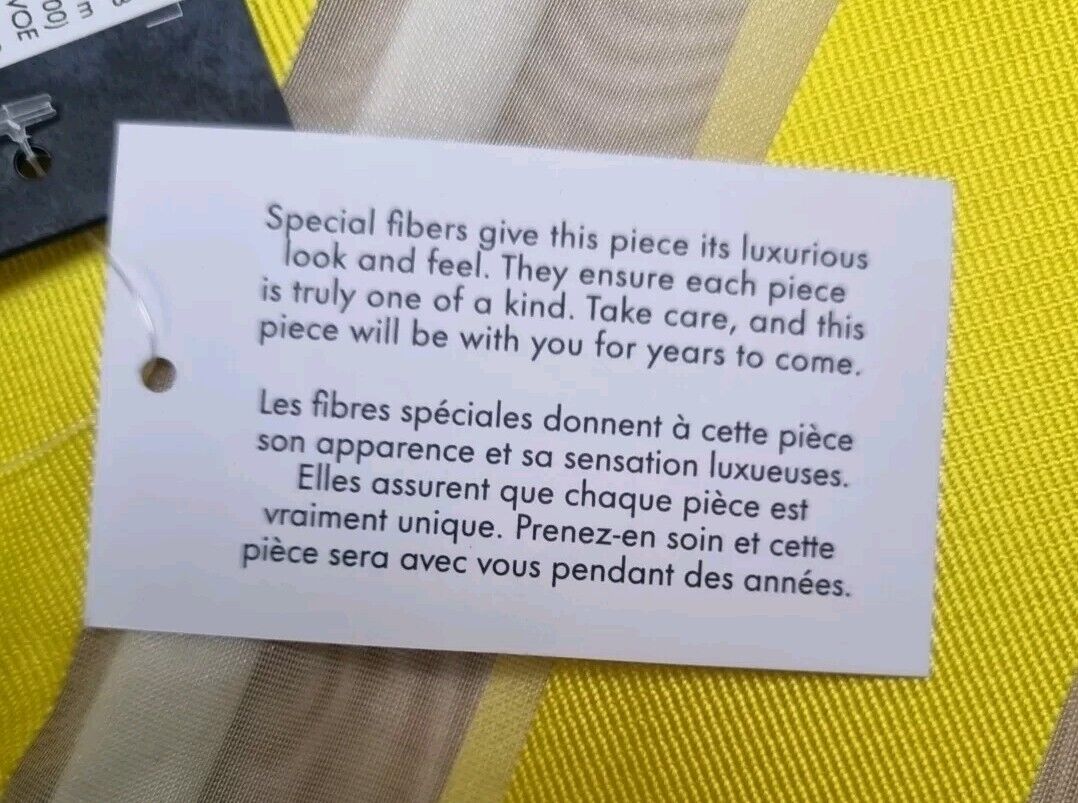 VOE
00)
m
Special fibers give this piece its luxurious
look and feel. They ensure each piece
is truly one of a kind. Take care, and this
piece will be with you for years to come.
Les fibres spéciales donnent à cette pièce
son apparence et sa sensation luxueuses.
Elles assurent que chaque pièce est
vraiment unique. Prenez-en soin et cette
pièce sera avec vous pendant des années.